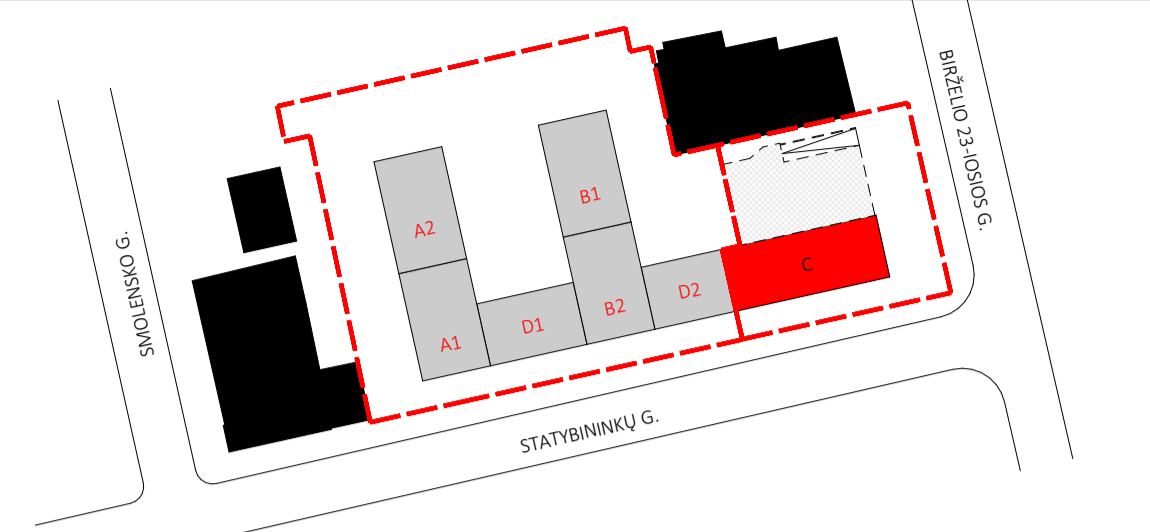 BIRŽELIO 23-IOSIOS G.
B1
A2
SMOLENSKO G.
C
D2
B2
D1
A1
STATYBININKŲ G.